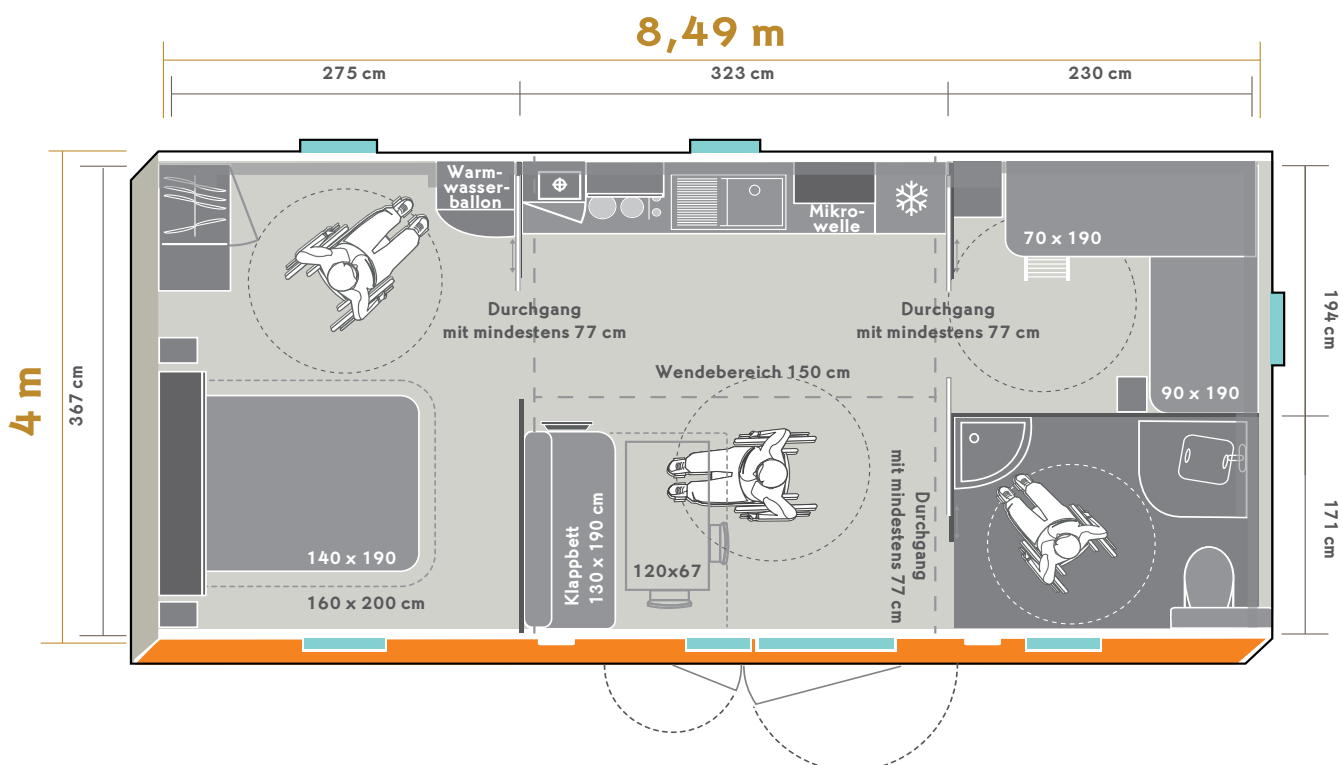 8,49 m
275 cm
323 cm
230 cm
4 m
367 cm
Warm-
wasser-
ballon
Mikro-
welle
70 x 190
Durchgang
mit mindestens 77 cm
Durchgang
mit mindestens 77 cm
194 cm
Wendebereich 150 cm
90 x 190
140 x 190
160 x 200 cm
Klappbett
130 x 190 cm
120x67
Durchgang
mit mindestens 77 cm
171 cm